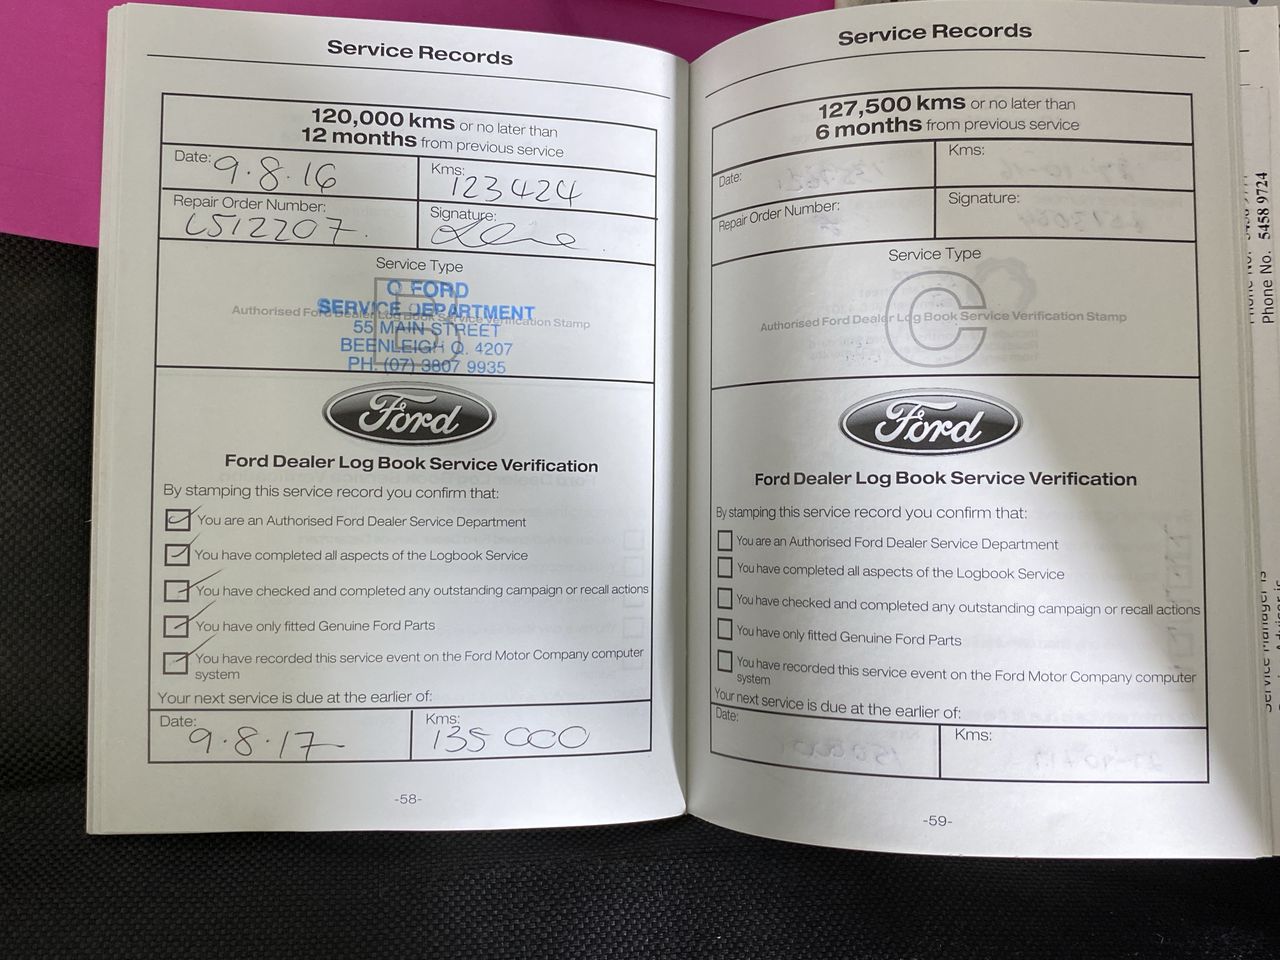 Service Records
120,000 kms or no later than
12 months from previous service
Date: 9.8.16
Kms: 123424
Repair Order Number: L512207.
Signature:
Service Type
B
Authorised Ford Dealer Log Book Service Verification Stamp
Q FORD
SERVICE DEPARTMENT
55 MAIN STREET
BEENLEIGH Q. 4207
PH. (07) 3807 9935
Ford
Ford Dealer Log Book Service Verification
By stamping this service record you confirm that:
You are an Authorised Ford Dealer Service Department
You have completed all aspects of the Logbook Service
You have checked and completed any outstanding campaign or recall actions
You have only fitted Genuine Ford Parts
You have recorded this service event on the Ford Motor Company computer
system
Your next service is due at the earlier of:
Date: 9.8.17
Kms: 135 000
-58-
Service Records
127,500 kms or no later than
6 months from previous service
Date:
Kms:
Repair Order Number:
Signature:
Service Type
C
Authorised Ford Dealer Log Book Service Verification Stamp
Ford
Ford Dealer Log Book Service Verification
By stamping this service record you confirm that:
You are an Authorised Ford Dealer Service Department
You have completed all aspects of the Logbook Service
You have checked and completed any outstanding campaign or recall actions
You have only fitted Genuine Ford Parts
You have recorded this service event on the Ford Motor Company computer
system
Your next service is due at the earlier of:
Date:
Kms:
-59-
Phone No. 5458 9724
Service Manager is